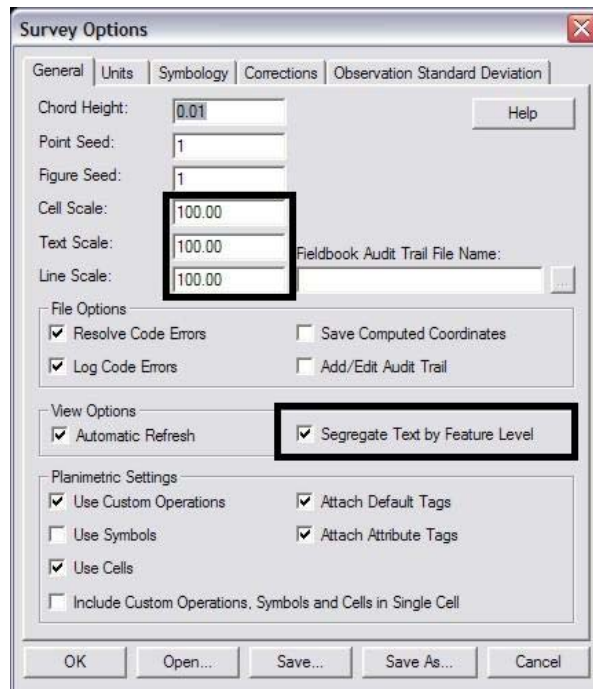 Survey Options
General Units Symbology Corrections Observation Standard Deviation
Chord Height: 0.01 Help
Point Seed: 1
Figure Seed: 1
Cell Scale: 100.00
Text Scale: 100.00 Fieldbook Audit Trail File Name:
Line Scale: 100.00 ...
File Options
Resolve Code Errors Save Computed Coordinates
Log Code Errors Add/Edit Audit Trail
View Options
Automatic Refresh Segregate Text by Feature Level
Planimetric Settings
Use Custom Operations Attach Default Tags
Use Symbols Attach Attribute Tags
Use Cells
Include Custom Operations, Symbols and Cells in Single Cell
OK Open... Save... Save As... Cancel